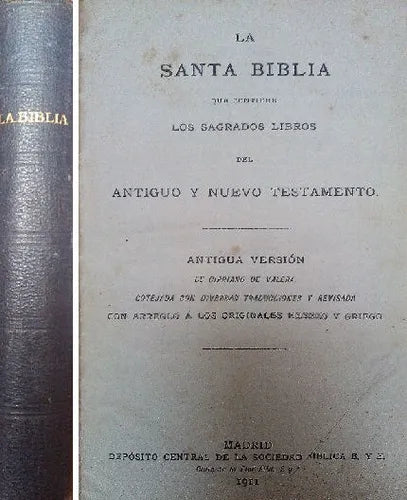 LA BIBLIA
LA
SANTA BIBLIA
QUE CONTIENE
LOS SAGRADOS LIBROS
DEL
ANTIGUO Y NUEVO TESTAMENTO.
ANTIGUA VERSIÓN
DE CIPRIANO DE VALERA
COTEJADA CON DIVERSAS TRADUCCIONES Y REVISADA
CON ARREGLO A LOS ORIGINALES HEBREO Y GRIEGO
MADRID
DEPÓSITO CENTRAL DE LA SOCIEDAD BÍBLICA B. Y E.
1911